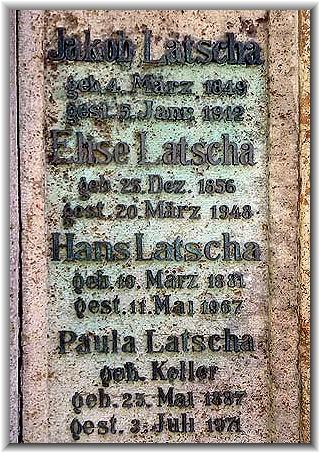 Jakob Latscha
geb. 4. März 1849
gest. 5. Janr. 1912
Elise Latscha
geb. 25. Dez. 1856
gest. 20. März 1948
Hans Latscha
geb. 10. März 1881
gest. 11. Mai 1967
Paula Latscha
geb. Keller
geb. 25. Mai 1887
gest. 3. Juli 1971